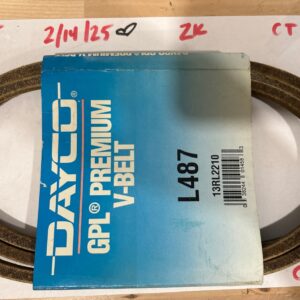 2/14/25 ZK CT
DAYCO®
GPL® PREMIUM
V-BELT
L487
13RL2210